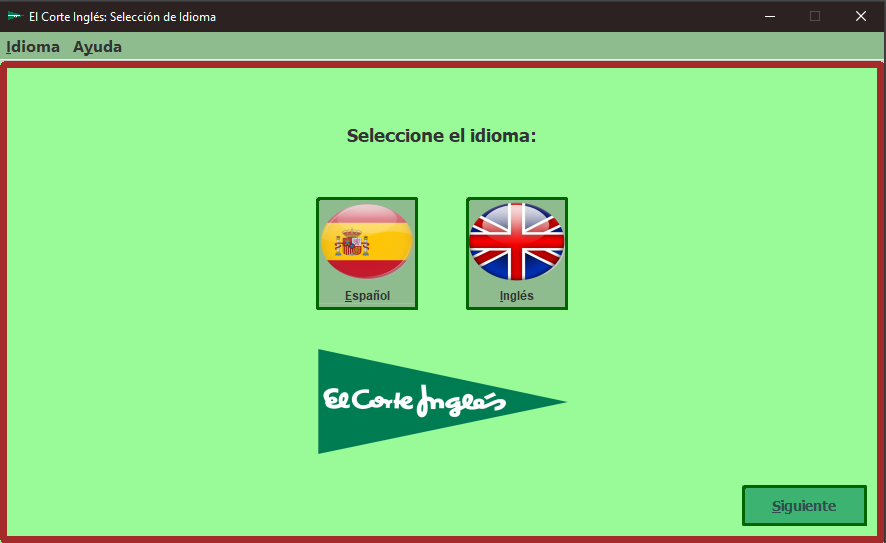 El Corte Inglés: Selección de Idioma
Idioma Ayuda
Seleccione el idioma:
Español Inglés
El Corte Inglés
Siguiente